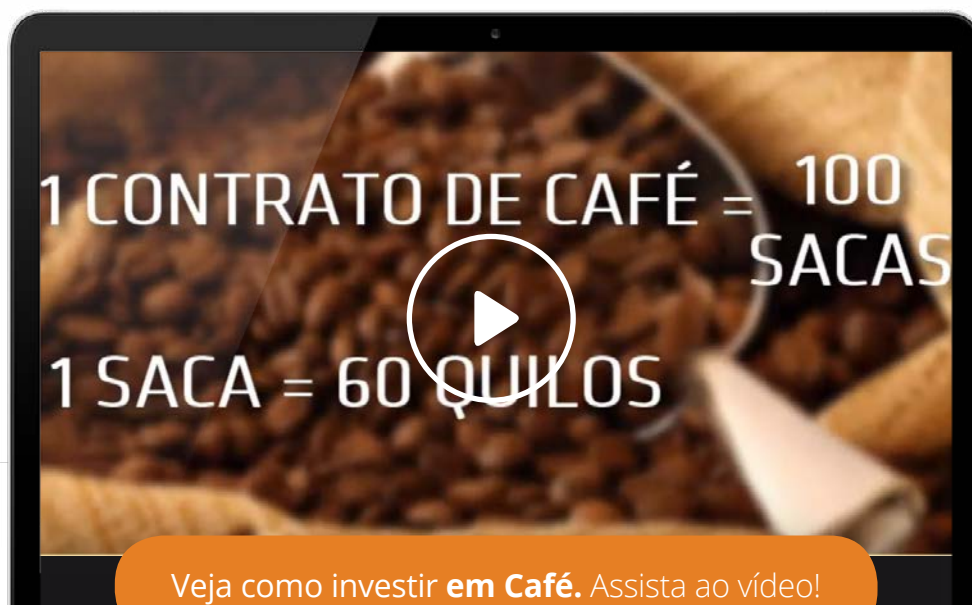 1 CONTRATO DE CAFÉ = 100
SACAS
1 SACA = 60 QUILOS
Veja como investir em Café. Assista ao vídeo!